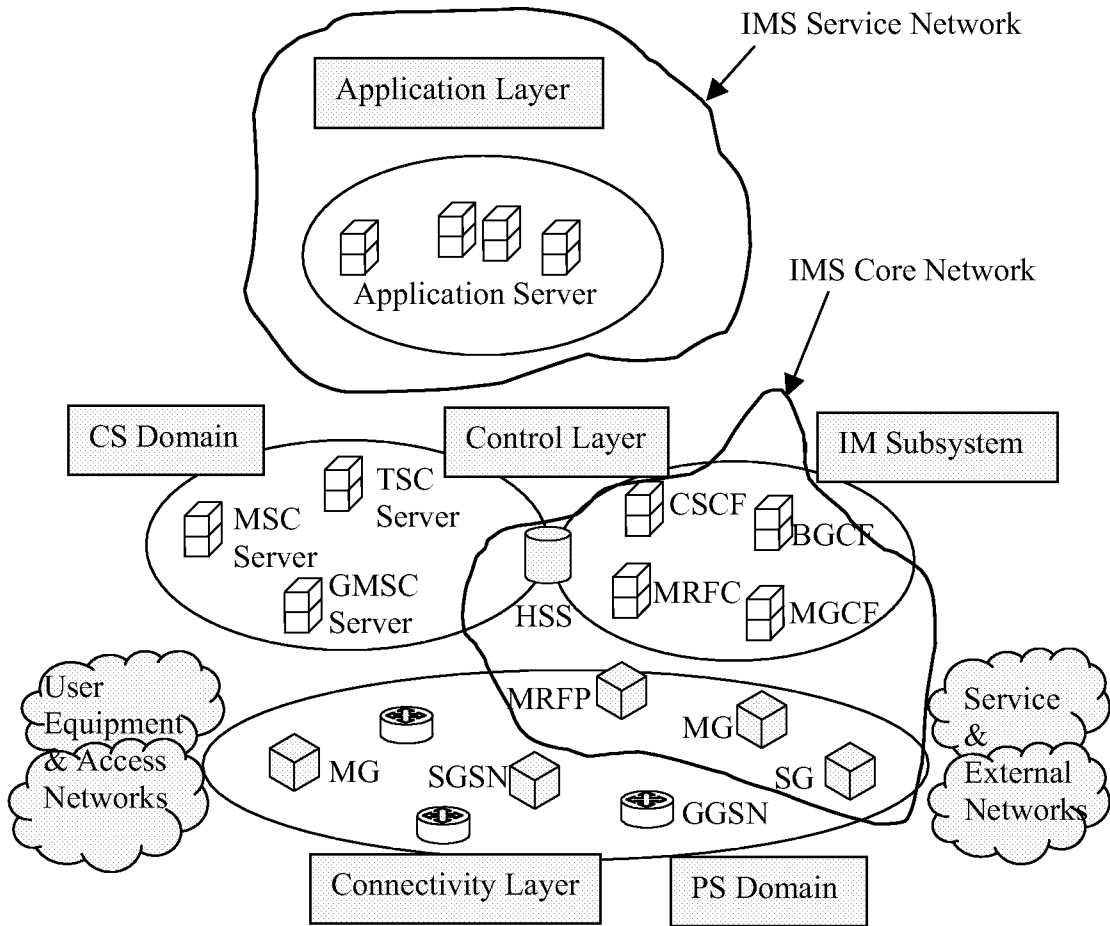 IMS Service Network
Application Layer
Application Server
IMS Core Network
CS Domain
Control Layer
IM Subsystem
TSC
Server
MSC
Server
GMSC
Server
HSS
CSCF
BGCF
MRFC
MGCF
User
Equipment
& Access
Networks
MRFP
MG
MG
SGSN
SG
GGSN
Service
&
External
Networks
Connectivity Layer
PS Domain